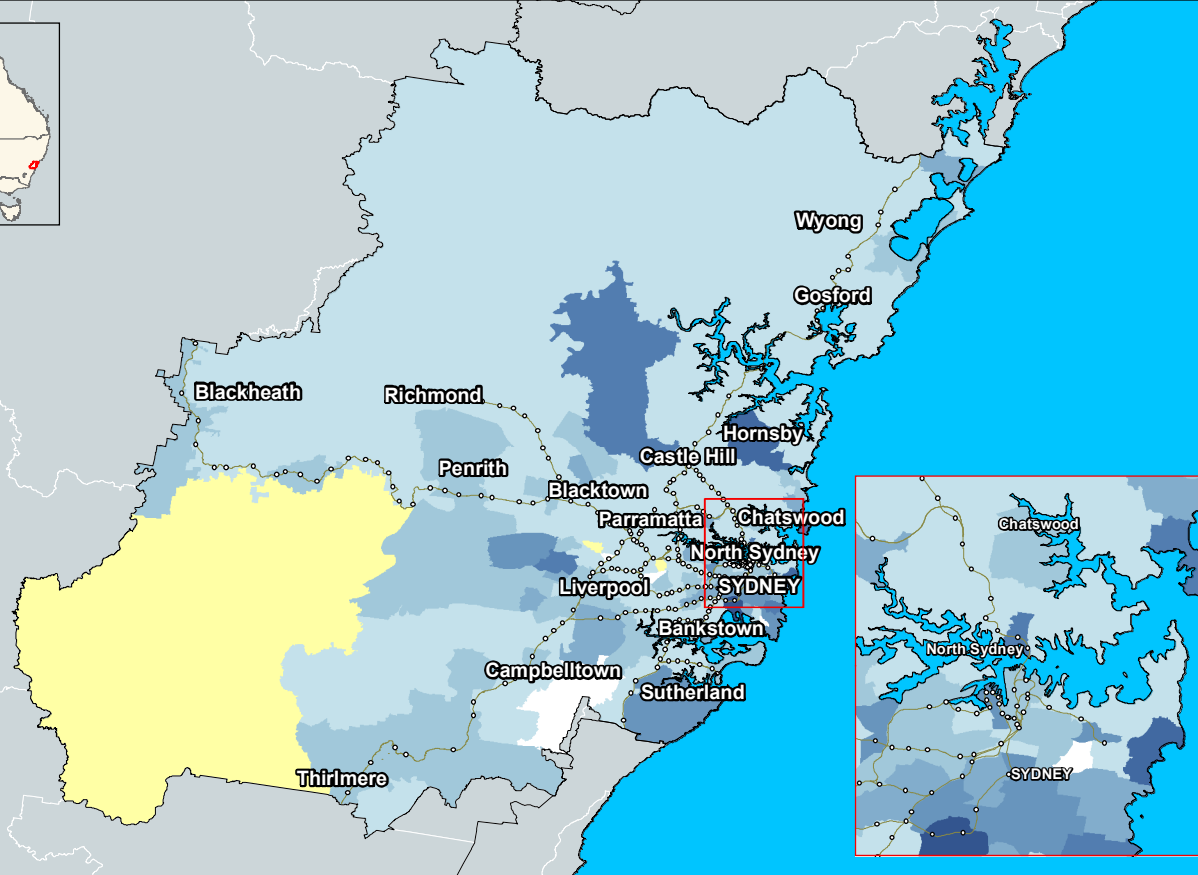 Wyong
Gosford
Blackheath
Richmond
Hornsby
Castle Hill
Penrith
Blacktown
Parramatta
Chatswood
North Sydney
Liverpool
SYDNEY
Bankstown
Campbelltown
Sutherland
Thirlmere
Chatswood
North Sydney
SYDNEY